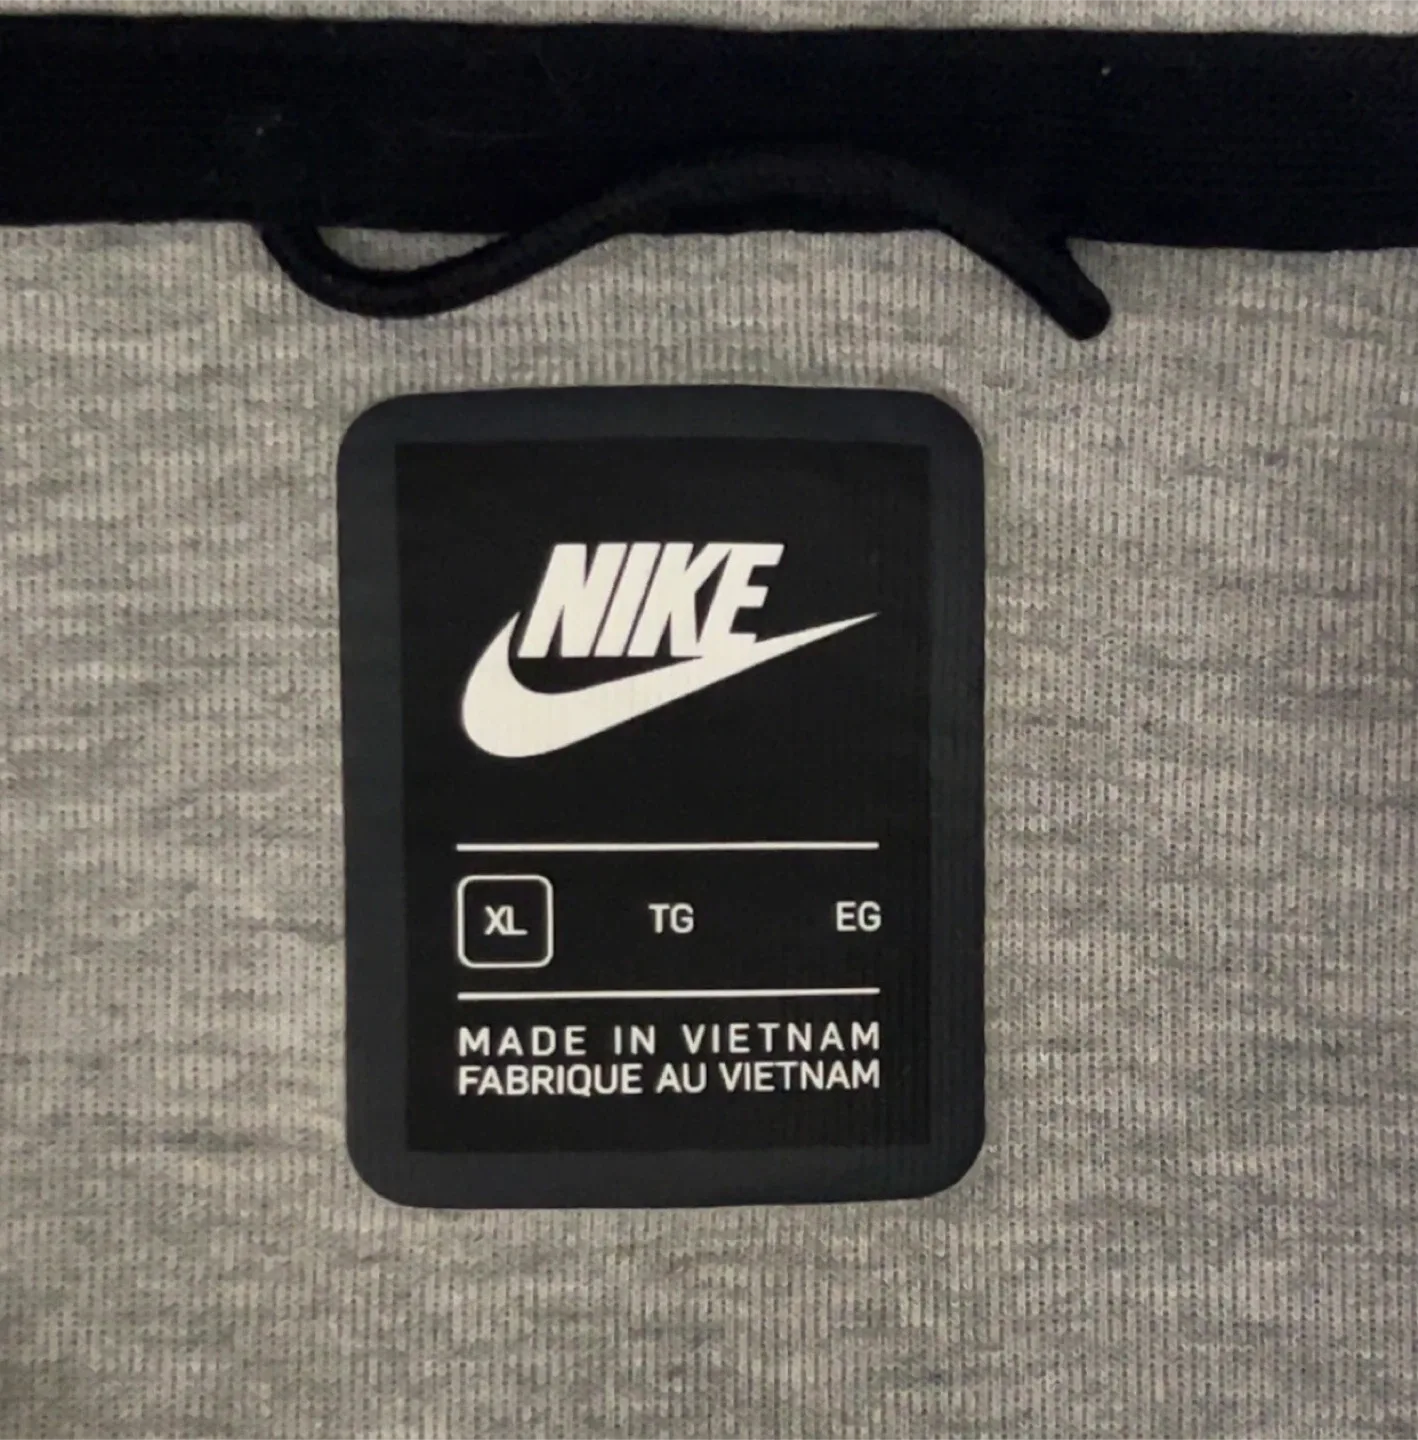 NIKE
XL TG EG
MADE IN VIETNAM
FABRIQUE AU VIETNAM